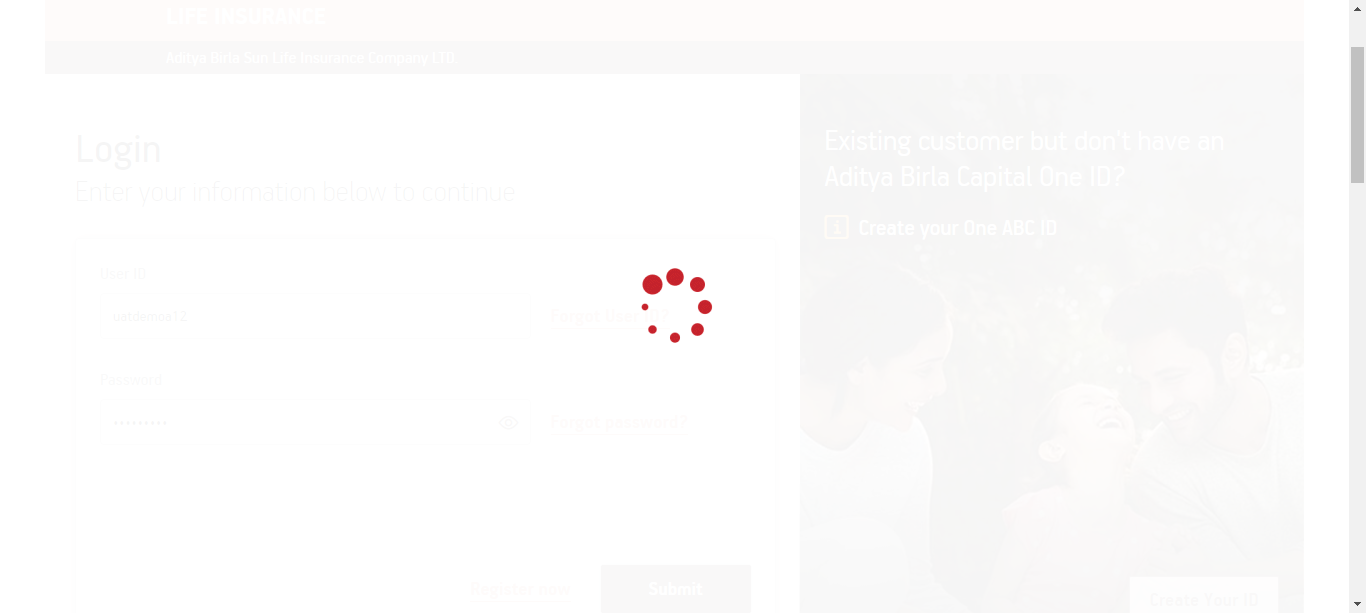 LIFE INSURANCE
Aditya Birla Sun Life Insurance Company LTD.
Login
Enter your information below to continue
User ID
uatdemoa12
Forgot User ID?
Password
•••••••••
Forgot password?
Register now
Submit
Existing customer but don't have an
Aditya Birla Capital One ID?
Create your One ABC ID
Create Your ID